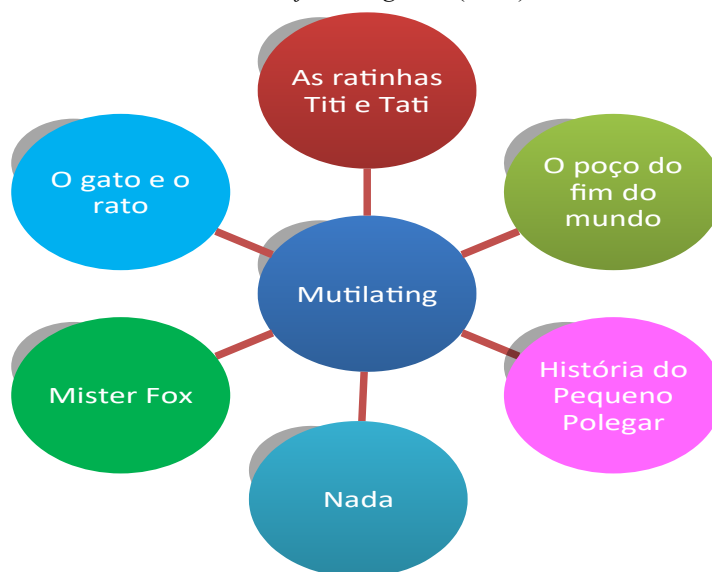 As ratinhas
Titi e Tati
O gato e o
rato
O poço do
fim do
mundo
Mutilating
Mister Fox
História do
Pequeno
Polegar
Nada